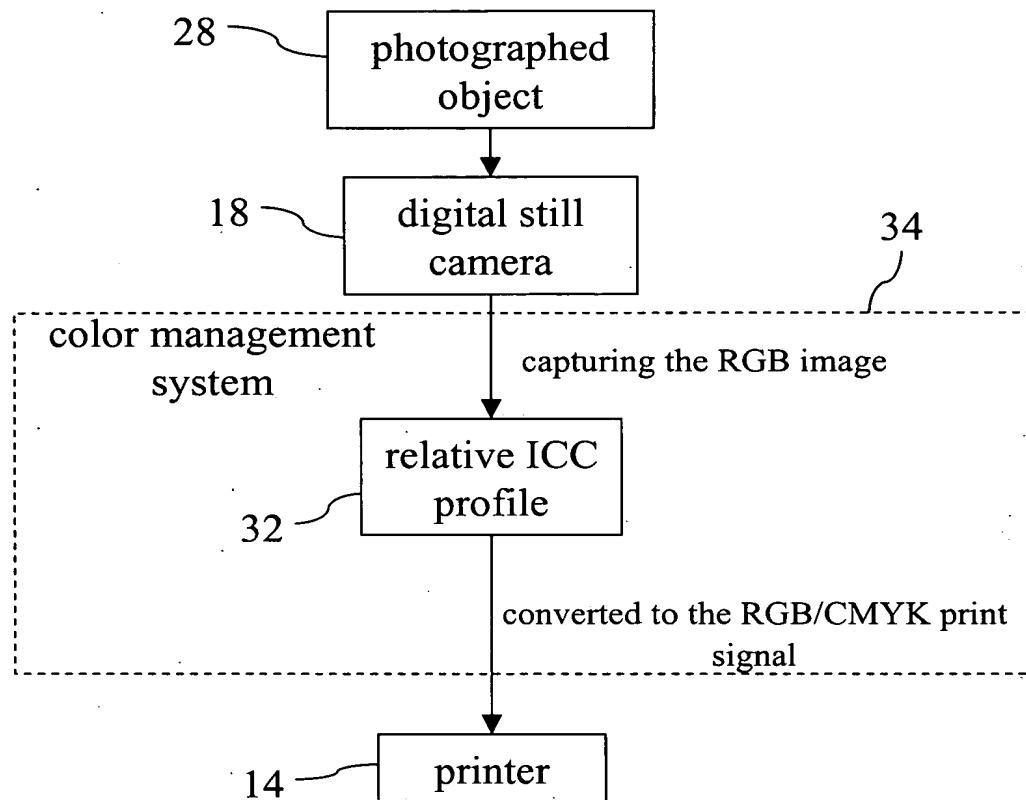 28
photographed
object
18
digital still
camera
34
color management
system
capturing the RGB image
relative ICC
profile
32
converted to the RGB/CMYK print
signal
14
printer